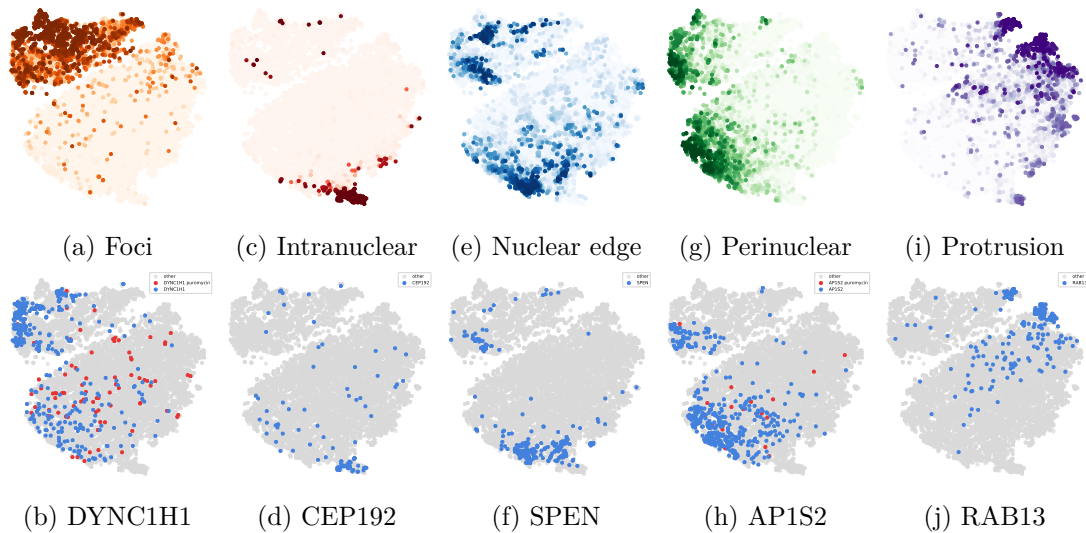 (a) Foci
(c) Intranuclear
(e) Nuclear edge
(g) Perinuclear
(i) Protrusion
other
DYNC1H1 puromycin
DYNC1H1
other
CEP192
other
SPEN
other
AP1S2 puromycin
AP1S2
other
RAB13
(b) DYNC1H1
(d) CEP192
(f) SPEN
(h) AP1S2
(j) RAB13